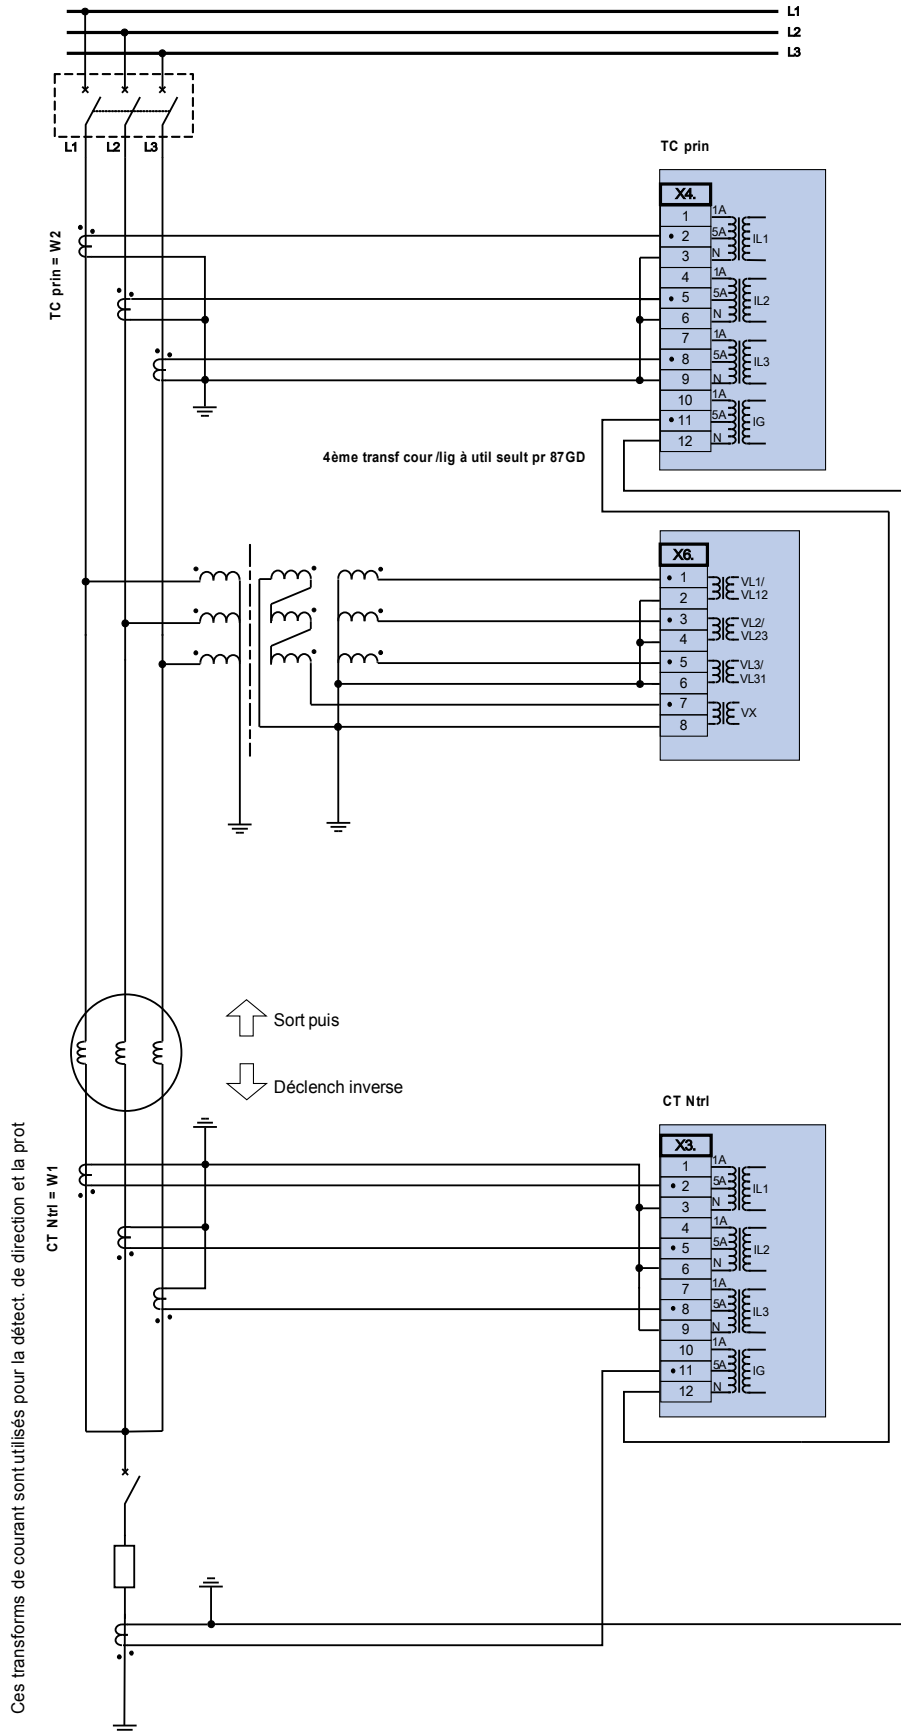 L1
L2
L3
L1
L2
L3
TC prin
X4.
1
1A
2
5A
IL1
3
N
4
1A
5
5A
IL2
6
N
7
1A
8
5A
IL3
9
N
10
1A
11
5A
IG
12
N
TC prin = W2
4ème transf cour /lig à util seult pr 87GD
X6.
1
VL1/
2
VL12
3
VL2/
4
VL23
5
VL3/
6
VL31
7
VX
8
Sort puis
Déclench inverse
CT Ntrl
X3.
1
1A
2
5A
IL1
3
N
4
1A
5
5A
IL2
6
N
7
1A
8
5A
IL3
9
N
10
1A
11
5A
IG
12
N
CT Ntrl = W1
Ces transforms de courant sont utilisés pour la détect. de direction et la prot